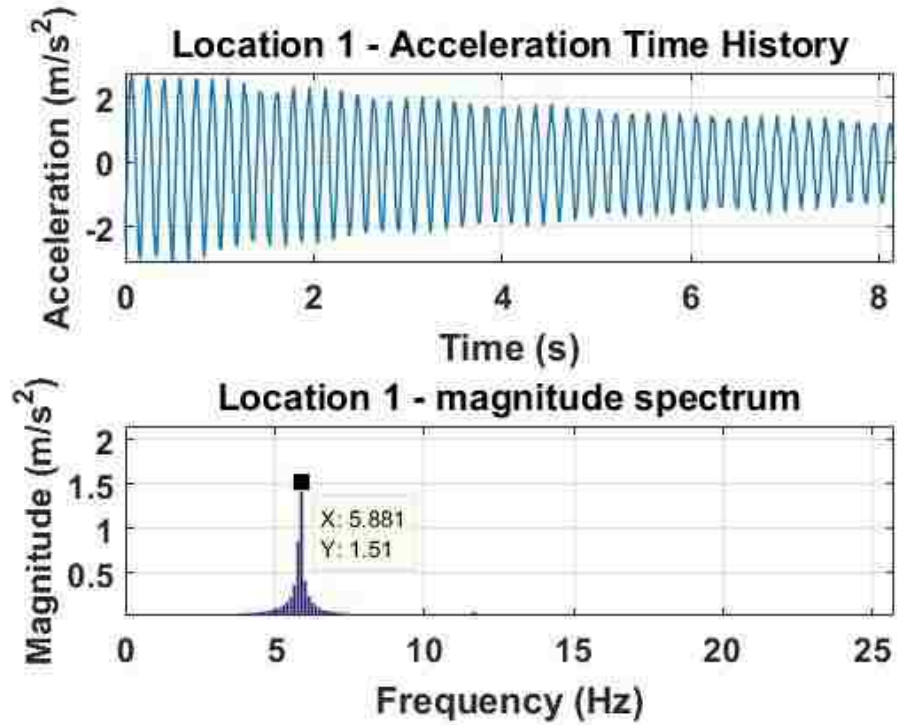 Location 1 - Acceleration Time History
Acceleration (m/s²)
2
0
-2
0 2 4 6 8
Time (s)
Location 1 - magnitude spectrum
Magnitude (m/s²)
2
1.5
1
0.5
X: 5.881
Y: 1.51
0 5 10 15 20 25
Frequency (Hz)